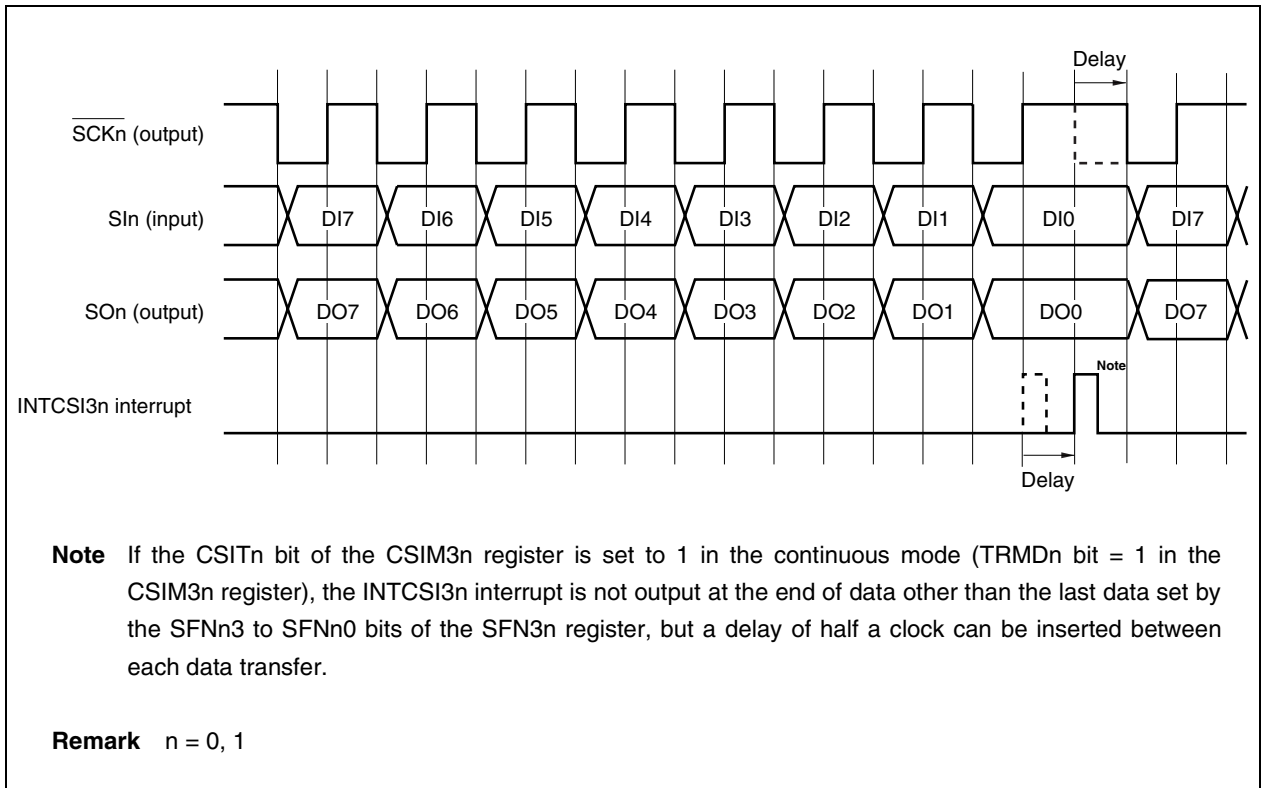 Delay
SCKn (output)
SIn (input) DI7 DI6 DI5 DI4 DI3 DI2 DI1 DI0 DI7
SOn (output) DO7 DO6 DO5 DO4 DO3 DO2 DO1 DO0 DO7
Note
INTCSI3n interrupt
Delay
Note If the CSITn bit of the CSIM3n register is set to 1 in the continuous mode (TRMDn bit = 1 in the
CSIM3n register), the INTCSI3n interrupt is not output at the end of data other than the last data set by
the SFNn3 to SFNn0 bits of the SFN3n register, but a delay of half a clock can be inserted between
each data transfer.
Remark n = 0, 1